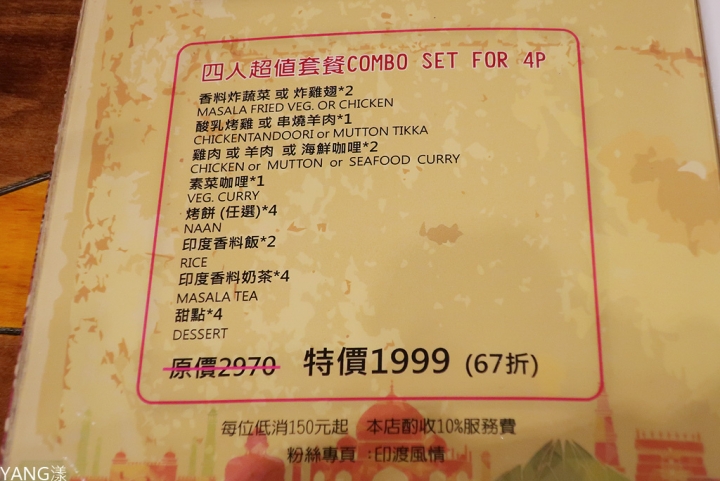 四人超值套餐COMBO SET FOR 4P
香料炸蔬菜 或 炸雞翅*2
MASALA FRIED VEG. OR CHICKEN
酸乳烤雞 或 串燒羊肉*1
CHICKENTANDOORI or MUTTON TIKKA
雞肉 或 羊肉 或 海鮮咖哩*2
CHICKEN or MUTTON or SEAFOOD CURRY
素菜咖哩*1
VEG. CURRY
烤餅 (任選)*4
NAAN
印度香料飯*2
RICE
印度香料奶茶*4
MASALA TEA
甜點*4
DESSERT
原價2970 特價1999 (67折)
每位低消150元起 本店酌收10%服務費
粉絲專頁 :印渡風情
YANG漾